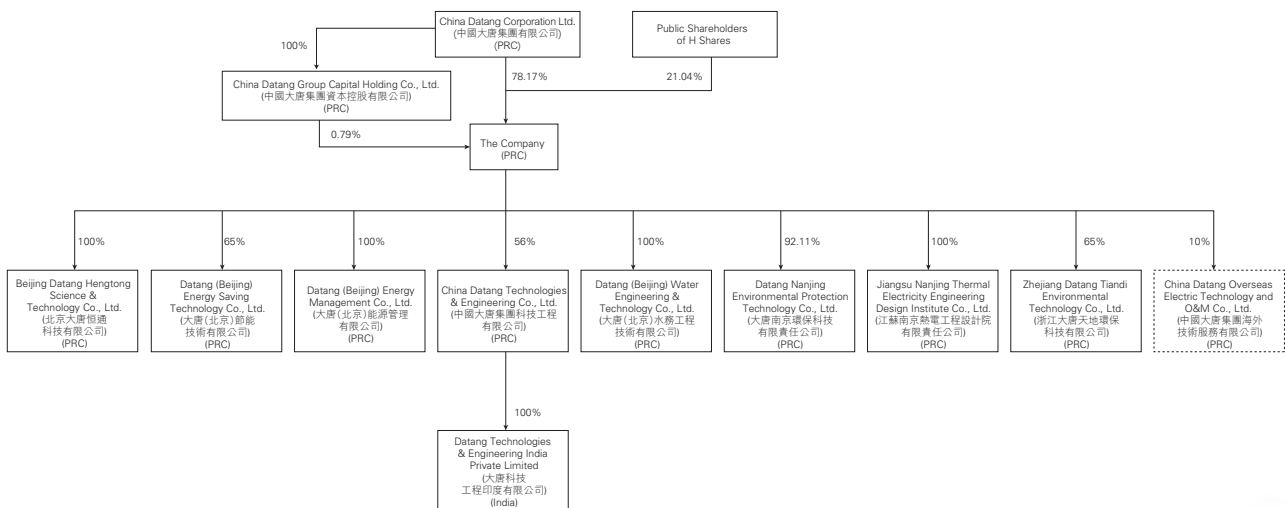 China Datang Corporation Ltd.
(中國大唐集團有限公司)
(PRC)
Public Shareholders
of H Shares
100%
78.17%
21.04%
China Datang Group Capital Holding Co., Ltd.
(中國大唐集團資本控股有限公司)
(PRC)
0.79%
The Company
(PRC)
100%
65%
100%
56%
100%
92.11%
100%
65%
10%
Beijing Datang Hengtong
Science &
Technology Co., Ltd.
(北京大唐恒通
科技有限公司)
(PRC)
Datang (Beijing)
Energy Saving
Technology Co., Ltd.
(大唐(北京)節能
技術有限公司)
(PRC)
Datang (Beijing) Energy
Management Co., Ltd.
(大唐(北京)能源管理
有限公司)
(PRC)
China Datang Technologies
& Engineering Co., Ltd.
(中國大唐集團科技工程
有限公司)
(PRC)
Datang (Beijing) Water
Engineering &
Technology Co., Ltd.
(大唐(北京)水務工程
技術有限公司)
(PRC)
Datang Nanjing
Environmental Protection
Technology Co., Ltd.
(大唐南京環保科技
有限責任公司)
(PRC)
Jiangsu Nanjing Thermal
Electricity Engineering
Design Institute Co., Ltd.
(江蘇南京熱電工程設計院
有限責任公司)
(PRC)
Zhejiang Datang Tiandi
Environmental
Technology Co., Ltd.
(浙江大唐天地環保
科技有限公司)
(PRC)
China Datang Overseas
Electric Technology and
O&M Co., Ltd.
(中國大唐集團海外
技術服務有限公司)
(PRC)
100%
Datang Technologies
& Engineering India
Private Limited
(大唐科技
工程印度有限公司)
(India)